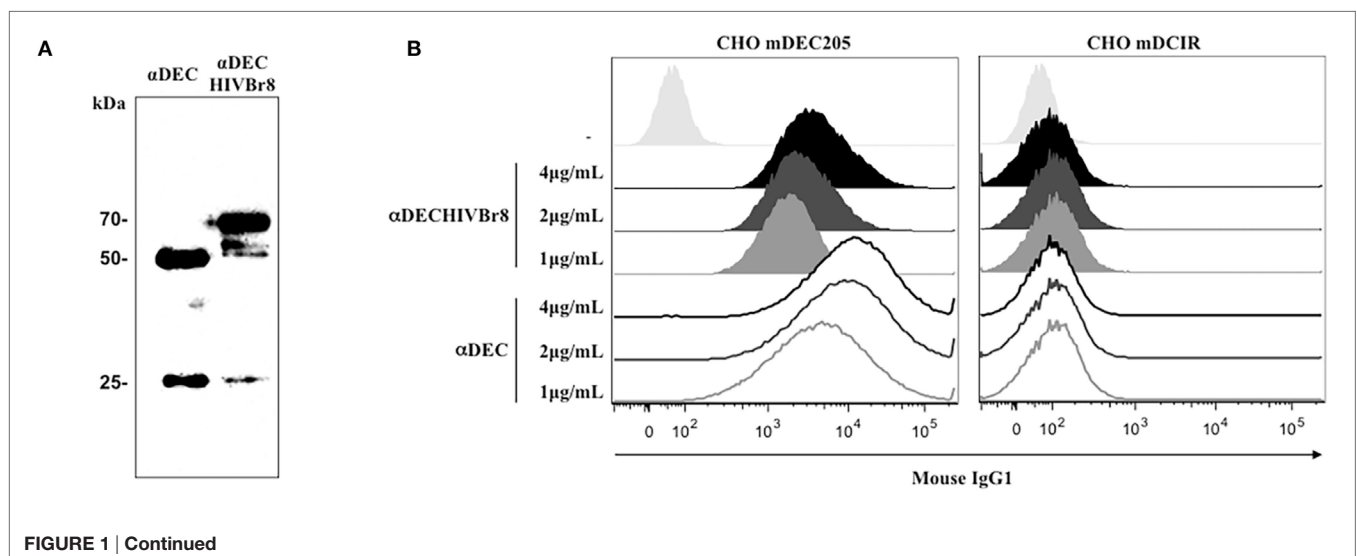 A
αDEC
αDEC
HIVBr8
kDa
70-
50-
25-
B
CHO mDEC205
CHO mDCIR
-
αDECHIVBr8
4μg/mL
2μg/mL
1μg/mL
αDEC
4μg/mL
2μg/mL
1μg/mL
0 10² 10³ 10⁴ 10⁵
0 10² 10³ 10⁴ 10⁵
Mouse IgG1
FIGURE 1 | Continued